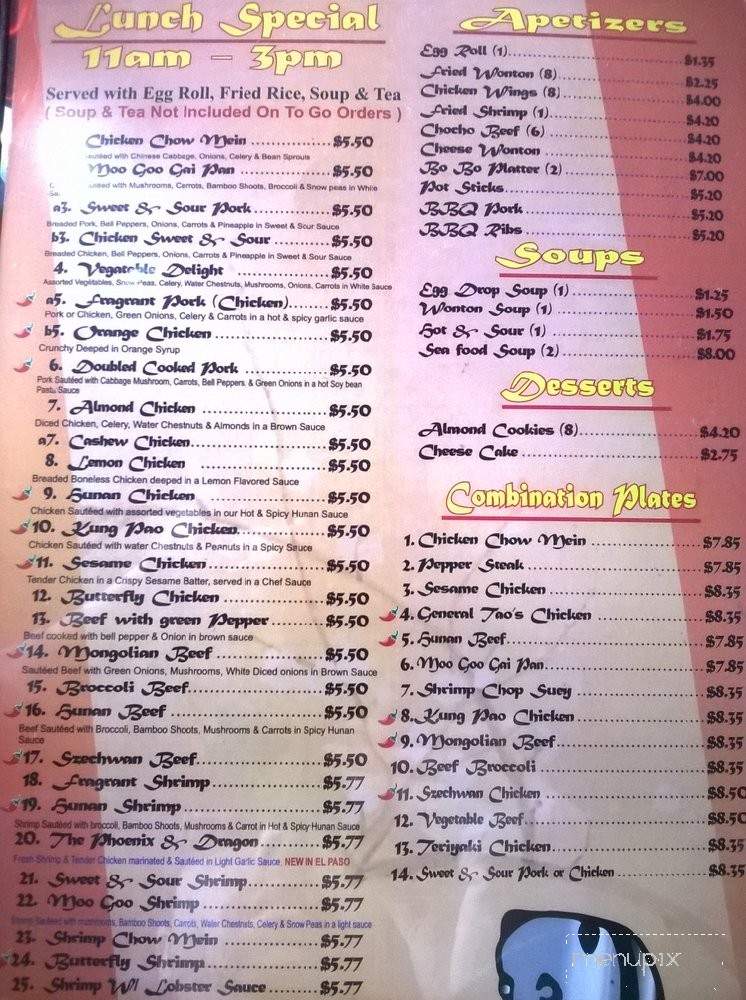 Lunch Special
11am - 3pm
Served with Egg Roll, Fried Rice, Soup & Tea
( Soup & Tea Not Included On To Go Orders )
Chicken Chow Mein ................$5.50
with Chinese Cabbage, Onions, Celery & Bean Sprouts
Moo Goo Gai Pan ..................$5.50
with Mushrooms, Carrots, Bamboo Shoots, Broccoli & Snow peas in White
a3. Sweet & Sour Pork................$5.50
Breaded Pork, Bell Peppers, Onions, Carrots & Pineapple in Sweet & Sour Sauce
b3. Chicken Sweet & Sour ............$5.50
Breaded Chicken, Bell Peppers, Onions, Carrots & Pineapple in Sweet & Sour Sauce
4. Vegatable Delight ..................$5.50
Assorted Vegitables, Snow Peas, Celery, Water Chestnuts, Mushrooms, Onions, Carrots in White Sauce
a5. Fragrant Pork (Chicken).......$5.50
Pork or Chicken, Green Onions, Celery & Carrots in a hot & spicy garlic sauce
b5. Orange Chicken .....................$5.50
Crunchy Deeped in Orange Syrup
6. Doubled Cooked Pork ..............$5.50
Pork Sautéed with Cabbage Mushroom, Carrots, Bell Peppers, & Green Onions in a hot Soy bean
Paste Sauce
7. Almond Chicken ......................$5.50
Diced Chicken, Celery, Water Chestnuts & Almonds in a Brown Sauce
a7. Cashew Chicken........................$5.50
8. Lemon Chicken ......................$5.50
Breaded Boneless Chicken deeped in a Lemon Flavored Sauce
9. Hunan Chicken .......................$5.50
Chicken Sautéed with assorted vegetables in our Hot & Spicy Hunan Sauce
10. Kung Pao Chicken................$5.50
Chicken Sautéed with water Chestnuts & Peanuts in a Spicy Sauce
11. Sesame Chicken......................$5.50
Tender Chicken in a Crispy Sesame Batter, served in a Chef Sauce
12. Butterfly Chicken ...................$5.50
13. Beef with green Pepper...........$5.50
Beef cooked with bell pepper & Onion in brown sauce
14. Mongolian Beef ....................$5.50
Sautéed Beef with Green Onions, Mushrooms, White Diced onions in Brown Sauce
15. Broccoli Beef.........................$5.50
16. Hunan Beef ..........................$5.50
Beef Sautéed with Broccoli, Bamboo Shoots, Mushrooms & Carrots in Spicy Hunan
Sauce
17. Szechwan Beef.......................$5.50
18. Fragrant Shrimp.....................$5.77
19. Hunan Shrimp........................$5.77
Shrimp Sautéed with broccoli, Bamboo Shoots, Mushrooms & Carrot in Hot & Spicy Hunan Sauce
20. The Phoenix & Dragon..........$5.77
Fresh Shrimp & Tender Chicken marinated & Sautéed in Light Garlic Sauce, NEW IN EL PASO
21. Sweet & Sour Shrimp............$5.77
22. Moo Goo Shrimp..................$5.77
Shrimp Sautéed with mushrooms, Bamboo Shoots, Carrots, Water Chestnuts, Celery & Snow Peas in a light sauce
23. Shrimp Chow Mein ..............$5.77
24. Butterfly Shrimp...................$5.77
25. Shrimp W/ Lobster Sauce........$5.77
Apetizers
Egg Roll (1)................................$1.35
Fried Wonton (8)........................$2.25
Chicken Wings (8)......................$4.00
Fried Shrimp (1)........................$4.20
Chocho Beef (6).........................$4.20
Cheese Wonton ..........................$4.20
Bo Bo Platter (2)........................$7.00
Pot Sticks.................................$5.20
BBQ Pork.................................$5.20
BBQ Ribs..................................$5.20
Soups
Egg Drop Soup (1) .....................$1.25
Wonton Soup (1).........................$1.50
Hot & Sour (1)...........................$1.75
Sea food Soup (2)........................$8.00
Desserts
Almond Cookies (8)......................$4.20
Cheese Cake ..............................$2.75
Combination Plates
1. Chicken Chow Mein ..................$7.85
2. Pepper Steak ..........................$7.85
3. Sesame Chicken ......................$8.35
4. General Tao's Chicken ..............$8.35
5. Hunan Beef............................$7.85
6. Moo Goo Gai Pan.....................$7.85
7. Shrimp Chop Suey ...................$8.35
8. Kung Pao Chicken ...................$8.35
9. Mongolian Beef.......................$8.35
10. Beef Broccoli ........................$8.35
11. Szechwan Chicken ...................$8.50
12. Vegetable Beef........................$8.50
13. Teriyaki Chicken.....................$8.35
14. Sweet & Sour Pork or Chicken .....$8.35
menupix